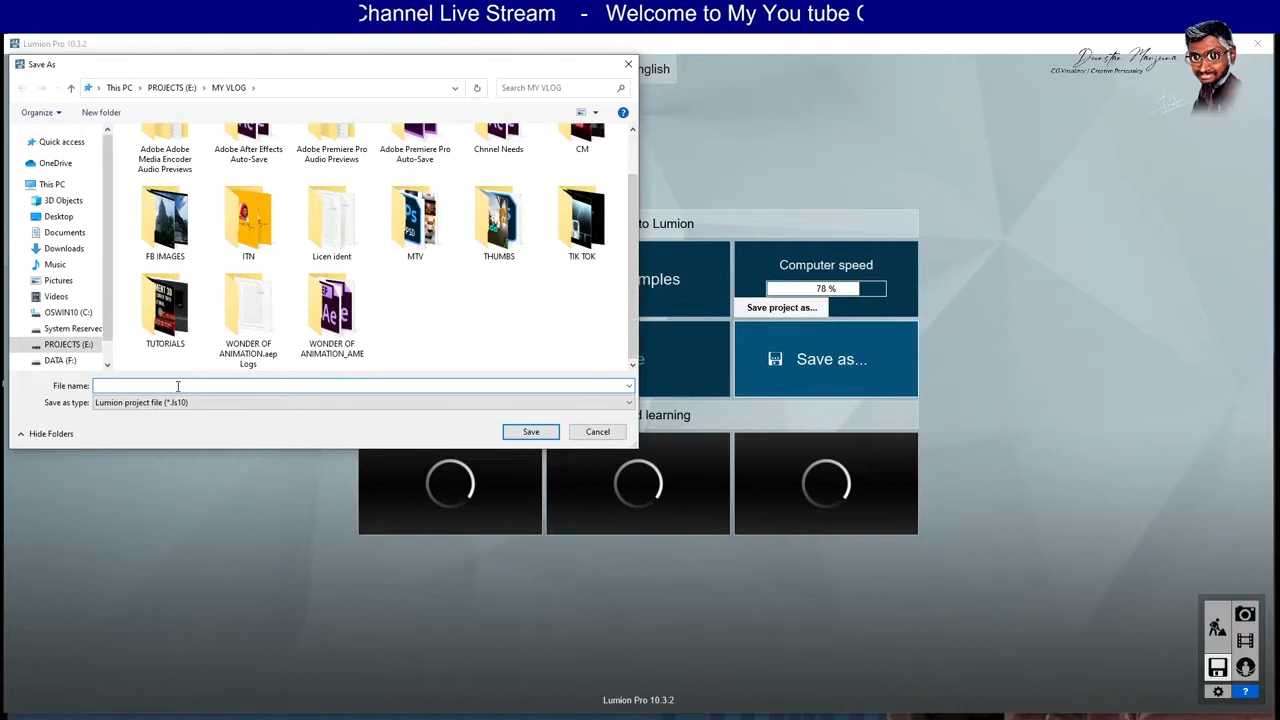 Channel Live Stream - Welcome to My You tube C
Lumion Pro 10.3.2
Save As
This PC > PROJECTS (E:) > MY VLOG >
Search MY VLOG
nglish
Dunstan
CG Visualizer / Creative Personality
Organize
New folder
Quick access
OneDrive
This PC
3D Objects
Desktop
Documents
Downloads
Music
Pictures
Videos
OSWIN10 (C:)
System Reserved
PROJECTS (E:)
DATA (F:)
Adobe Adobe Media Encoder Audio Previews
Adobe After Effects Auto-Save
Adobe Premiere Pro Audio Previews
Adobe Premiere Pro Auto-Save
Chnnel Needs
CM
FB IMAGES
ITN
Licen ident
MTV
THUMBS
TIK TOK
TUTORIALS
WONDER OF ANIMATION.aep Logs
WONDER OF ANIMATION_AME
File name:
Save as type: Lumion project file (*.ls10)
Hide Folders
Save
Cancel
to Lumion
mples
Computer speed
78 %
Save project as...
Save as...
d learning
Lumion Pro 10.3.2